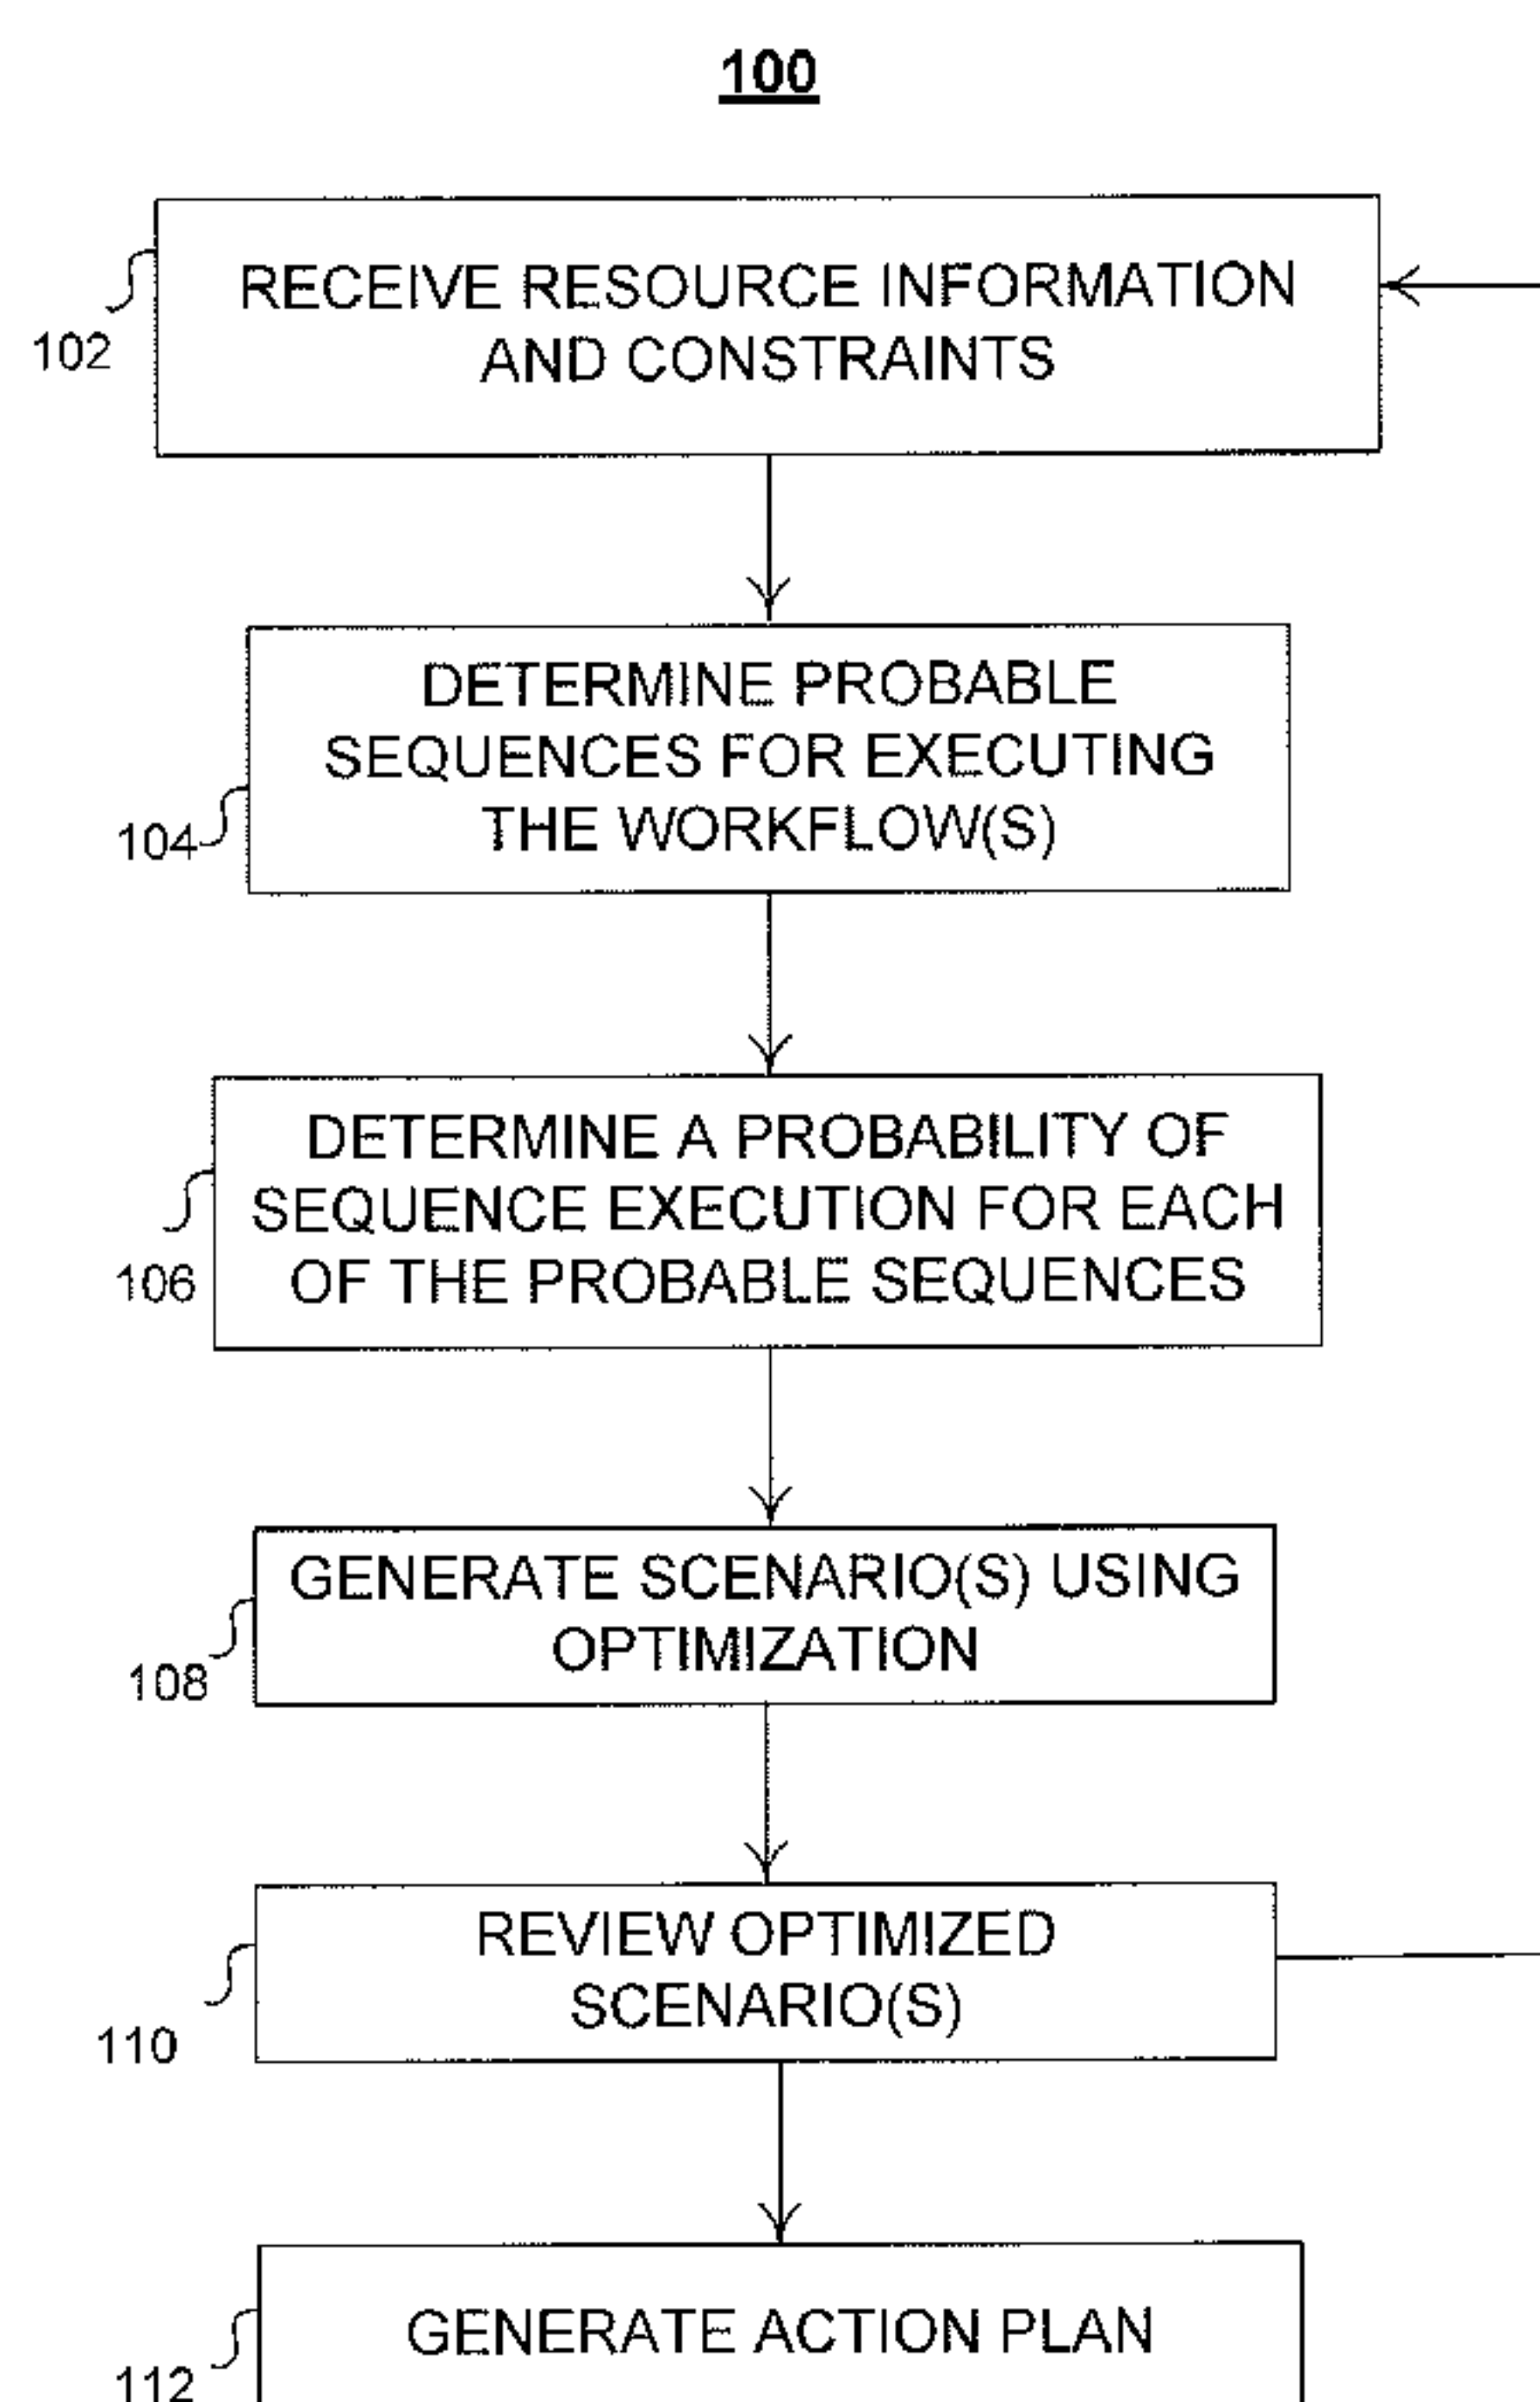 100
RECEIVE RESOURCE INFORMATION
AND CONSTRAINTS
102
DETERMINE PROBABLE
SEQUENCES FOR EXECUTING
THE WORKFLOW(S)
104
DETERMINE A PROBABILITY OF
SEQUENCE EXECUTION FOR EACH
OF THE PROBABLE SEQUENCES
106
GENERATE SCENARIO(S) USING
OPTIMIZATION
108
REVIEW OPTIMIZED
SCENARIO(S)
110
GENERATE ACTION PLAN
112